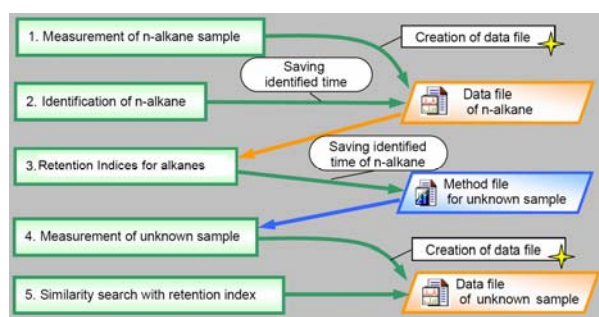 1. Measurement of n-alkane sample
Creation of data file
Saving
identified time
2. Identification of n-alkane
Data file
of n-alkane
Saving identified
time of n-alkane
3.Retention Indices for alkanes
Method file
for unknown sample
4. Measurement of unknown sample
Creation of data file
5. Similarity search with retention index
Data file
of unknown sample